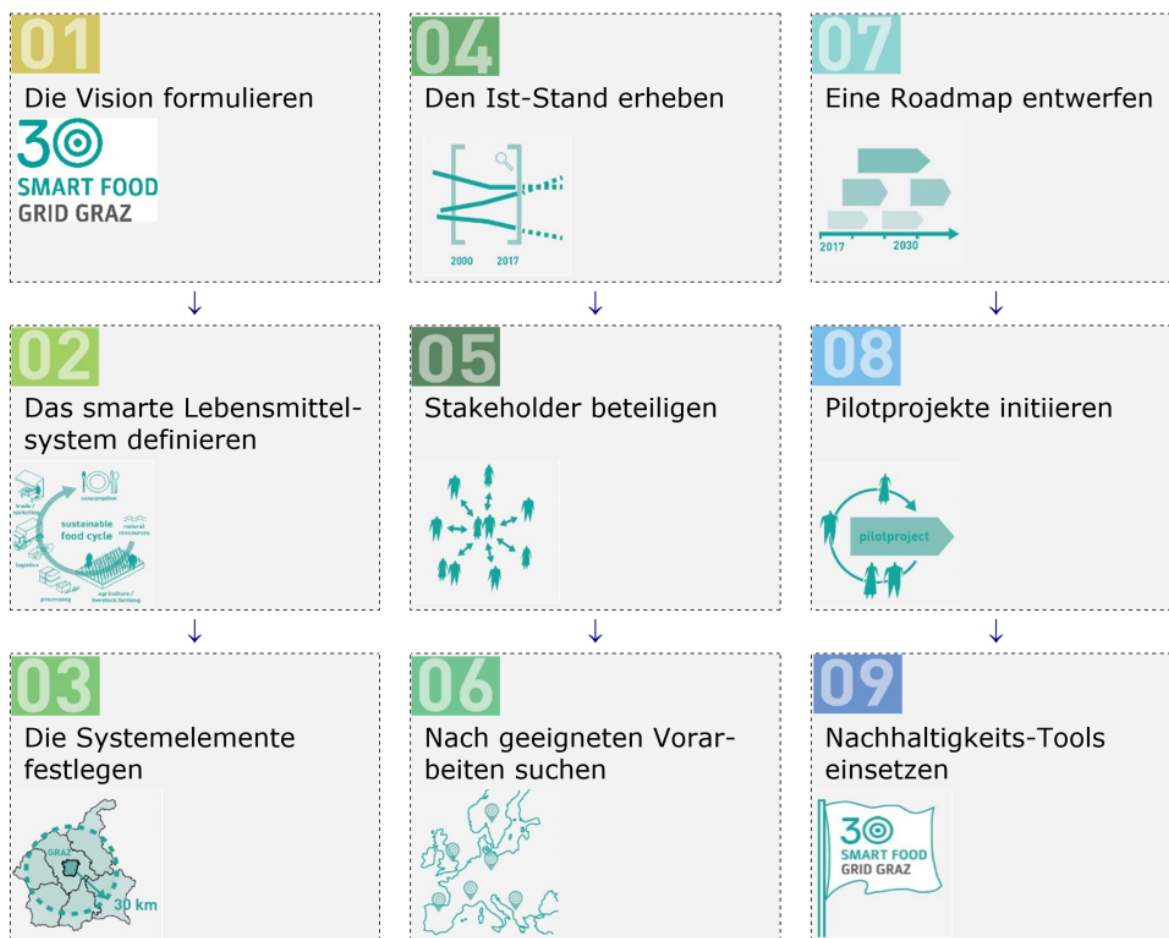 01
Die Vision formulieren
30
SMART FOOD
GRID GRAZ
02
Das smarte Lebensmittel-
system definieren
consumption
trade /
marketing
sustainable
food cycle
natural
ressources
logistics
processing
agriculture /
livestock farming
03
Die Systemelemente
festlegen
GRAZ
30 km
04
Den Ist-Stand erheben
2000 2017
05
Stakeholder beteiligen
06
Nach geeigneten Vorar-
beiten suchen
07
Eine Roadmap entwerfen
2017 2030
08
Pilotprojekte initiieren
pilotproject
09
Nachhaltigkeits-Tools
einsetzen
30
SMART FOOD
GRID GRAZ